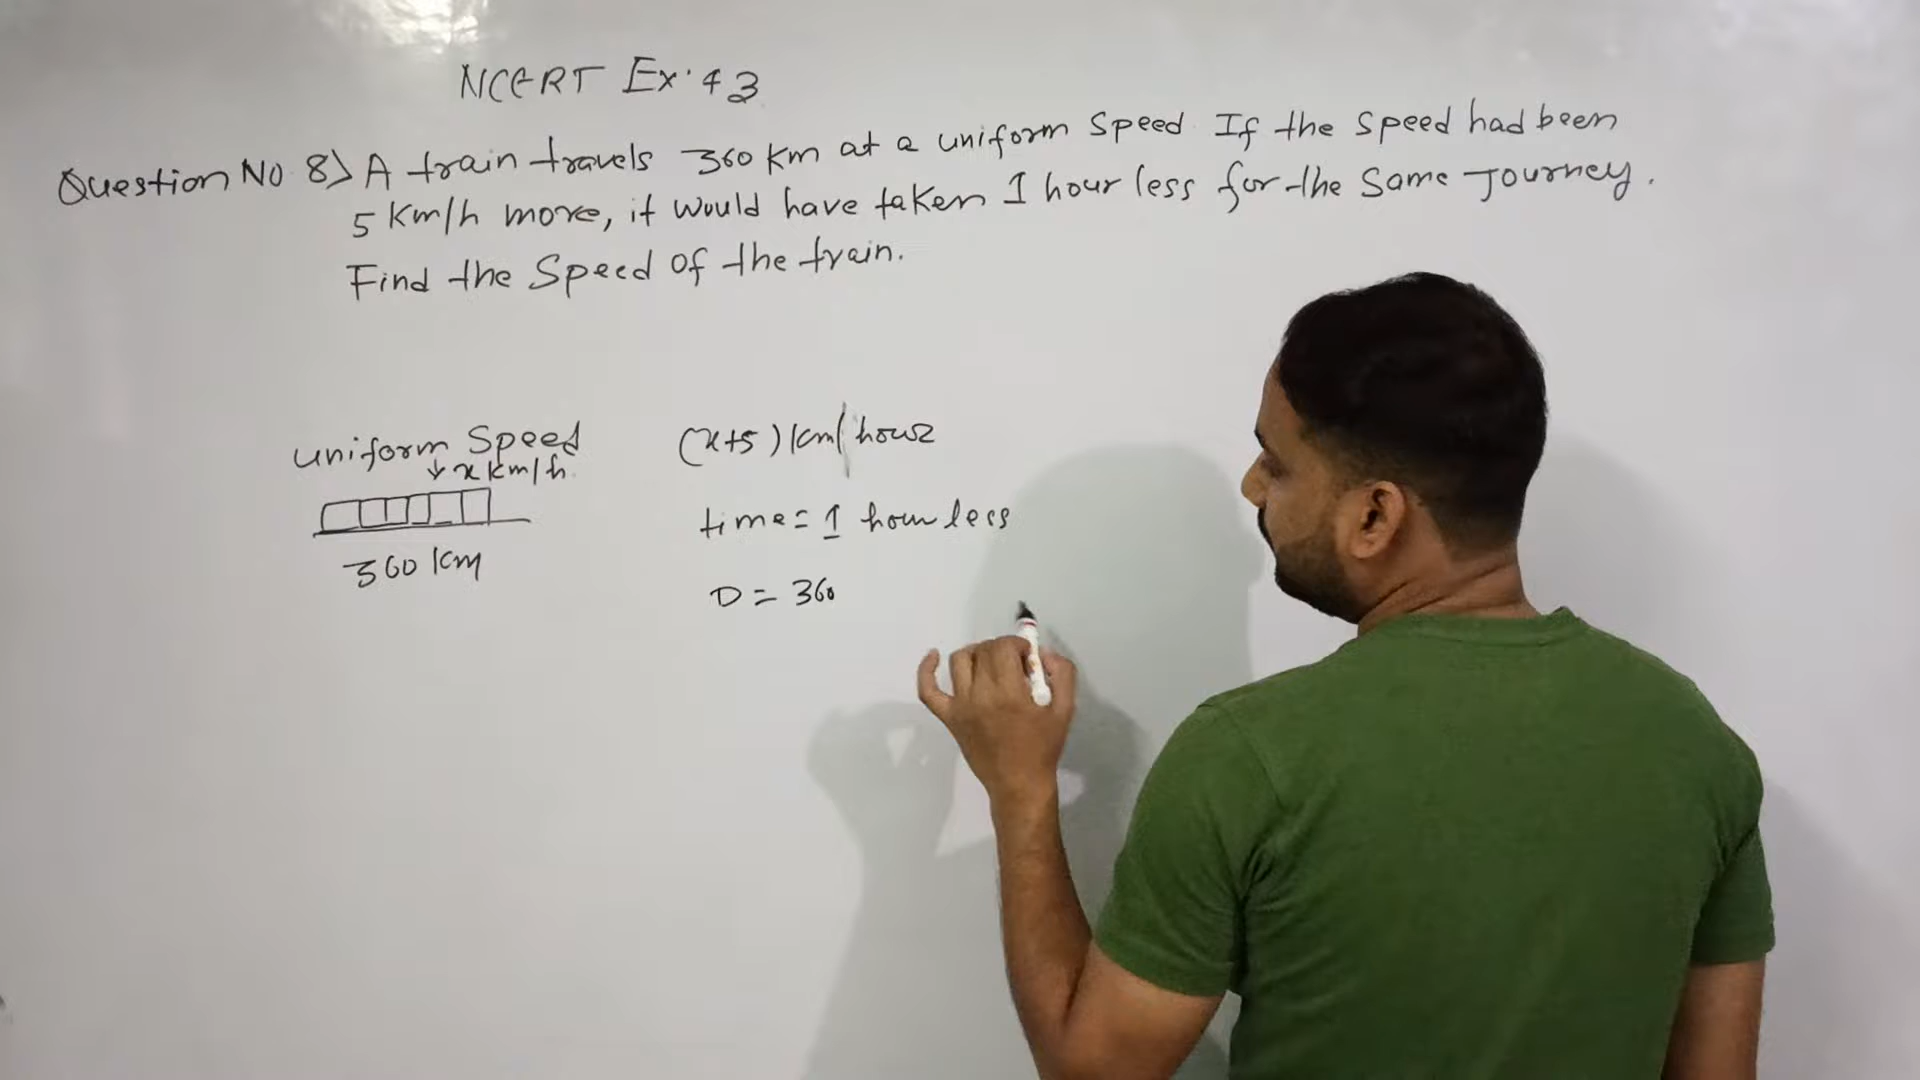 NCERT Ex. 4 3
Question No 8) A train travels 360 km at a uniform speed. If the speed had been
5 km/h more, it would have taken 1 hour less for the same journey.
Find the speed of the train.
uniform speed
↓ x km/h.
360 km
(x+5) km/hour
time = 1 hour less
D = 360